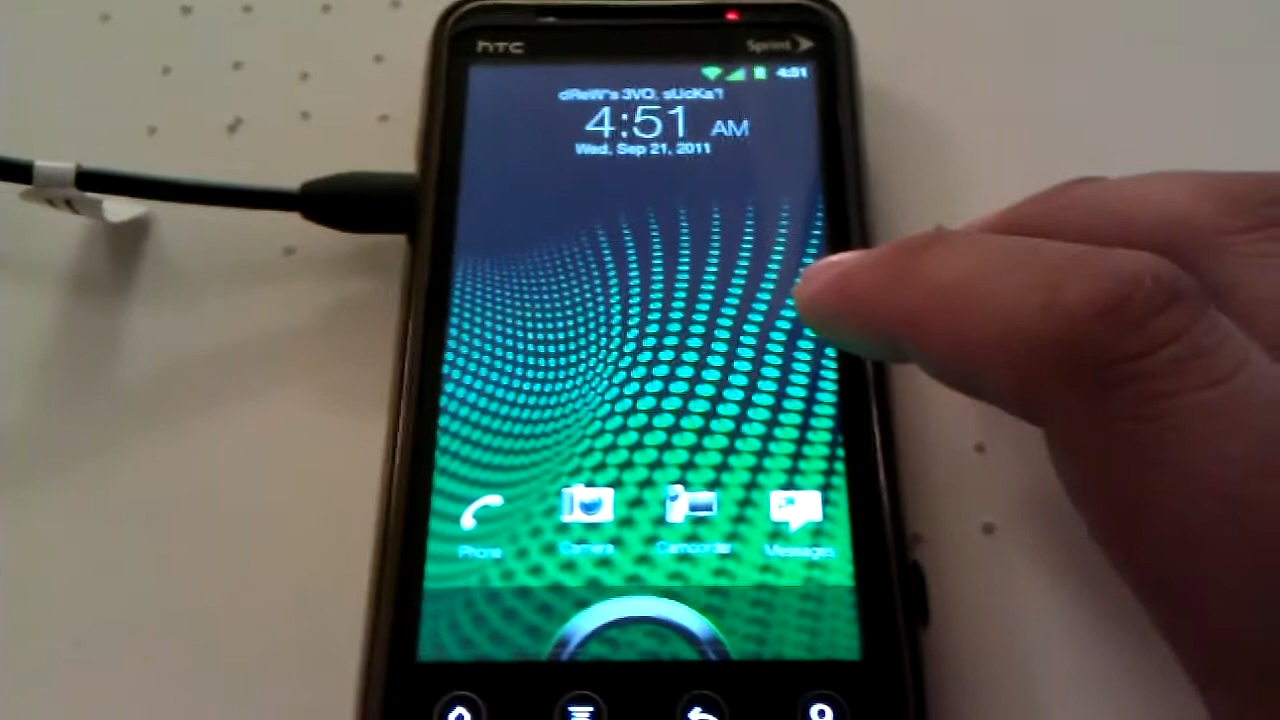 hTC
Sprint
4:51
dReW's 3VO, sUcKa'!
4:51 AM
Wed, Sep 21, 2011
Phone
Camera
Camcorder
Messages